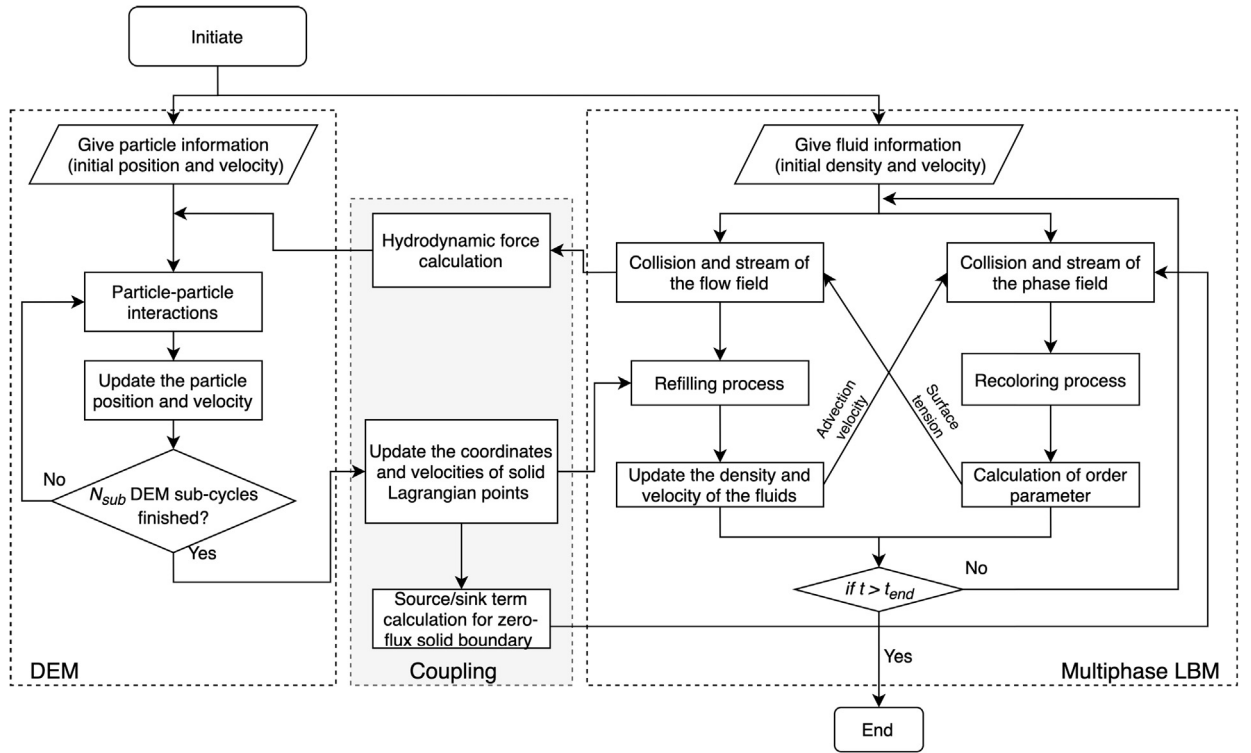 Initiate
Give particle information
(initial position and velocity)
Give fluid information
(initial density and velocity)
Hydrodynamic force
calculation
Collision and stream of
the flow field
Collision and stream of
the phase field
Particle-particle
interactions
Update the particle
position and velocity
Refilling process
Recoloring process
Advection
velocity
Surface
tension
No
N_sub DEM sub-cycles
finished?
Yes
Update the coordinates
and velocities of solid
Lagrangian points
Update the density and
velocity of the fluids
Calculation of order
parameter
if t > t_end
No
Source/sink term
calculation for zero-
flux solid boundary
Yes
DEM
Coupling
Multiphase LBM
End